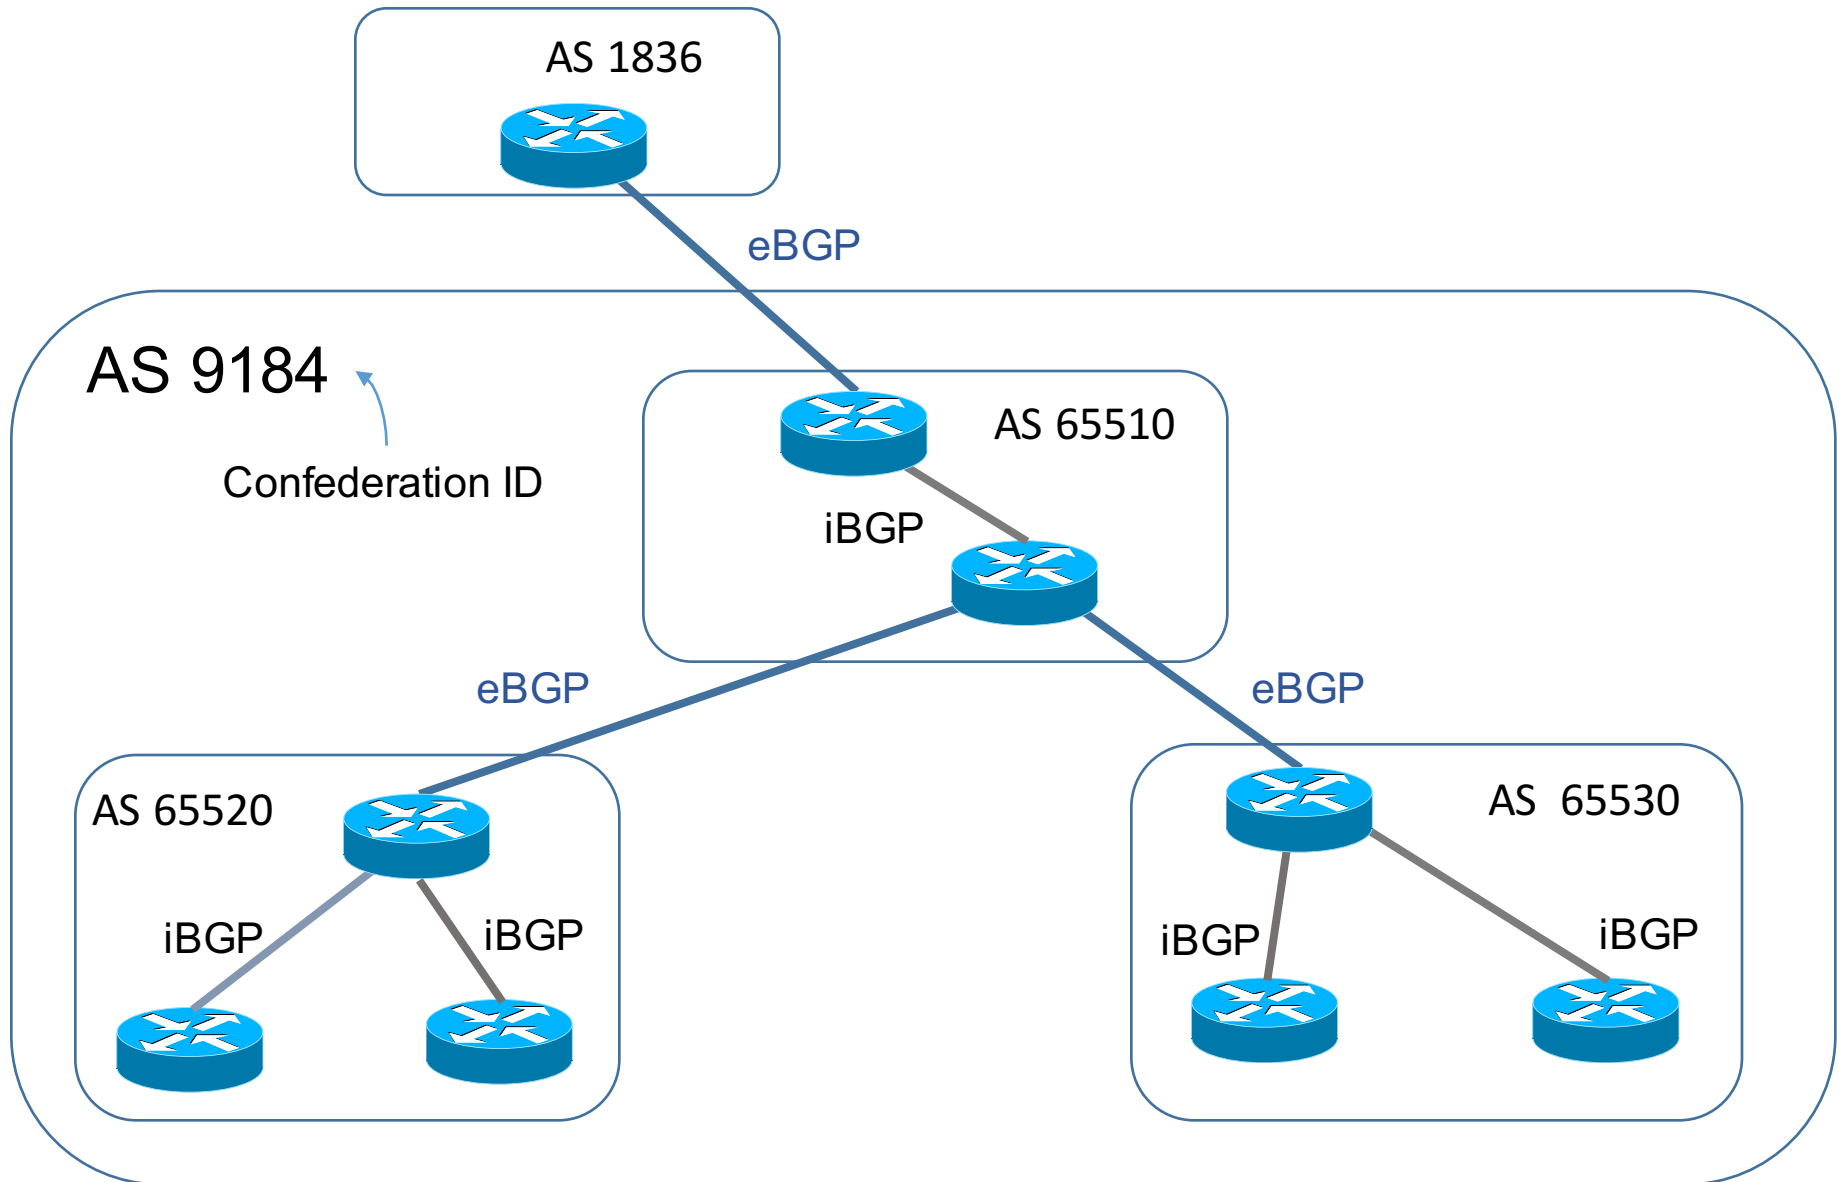 AS 1836
eBGP
AS 9184
Confederation ID
AS 65510
iBGP
eBGP
eBGP
AS 65520
AS  65530
iBGP
iBGP
iBGP
iBGP